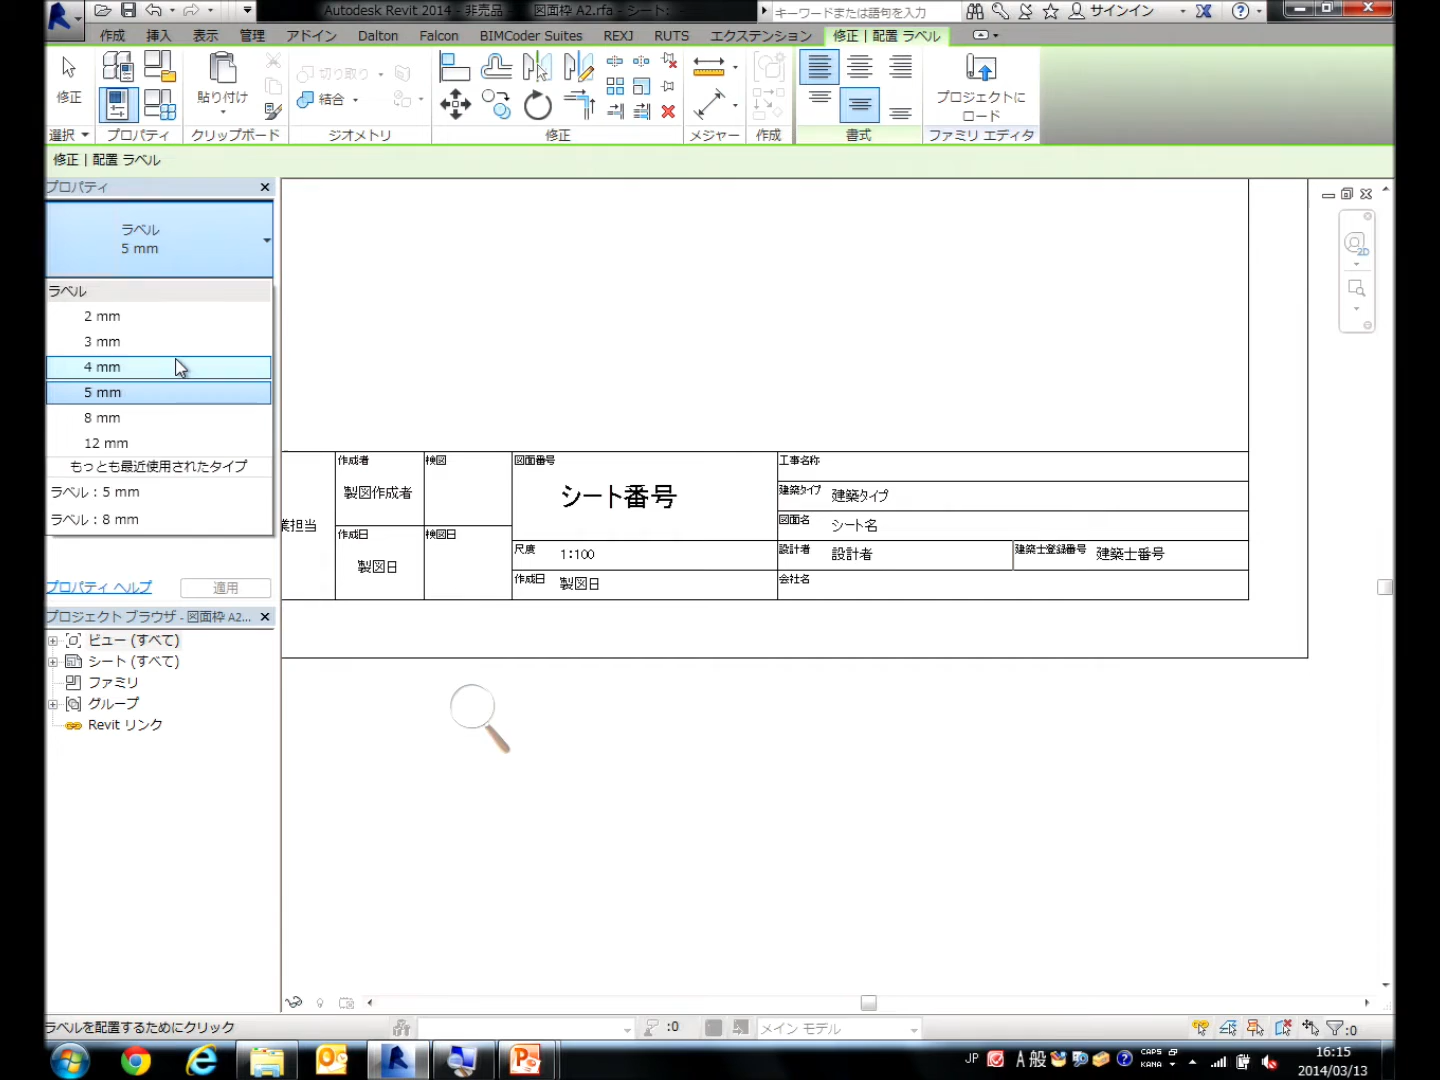 Autodesk Revit 2014 - 非売品 図面枠 A2.rfa - シート: - キーワードまたは語句を入力 サインイン
作成 挿入 表示 管理 アドイン Dalton Falcon BIMCoder Suites REXJ RUTS エクステンション 修正 | 配置 ラベル
切り取り
修正 貼り付け 結合 プロジェクトに
ロード
選択 プロパティ クリップボード ジオメトリ 修正 メジャー 作成 書式 ファミリ エディタ
修正 | 配置 ラベル
プロパティ
ラベル
5 mm
ラベル
2 mm
3 mm
4 mm
5 mm
8 mm
12 mm
もっとも最近使用されたタイプ
ラベル : 5 mm
ラベル : 8 mm
プロパティ ヘルプ 適用
プロジェクト ブラウザ - 図面枠 A2...
ビュー (すべて)
シート (すべて)
ファミリ
グループ
Revit リンク
業担当
作成者
製図作成者
作成日
製図日
検図
検図日
図面番号
シート番号
尺度 1:100
作成日 製図日
工事名称
建築タイプ 建築タイプ
図面名 シート名
設計者 設計者 建築士登録番号 建築士番号
会社名
2D
ラベルを配置するためにクリック :0 メイン モデル :0
JP A 般 CAPS KANA 16:15
2014/03/13